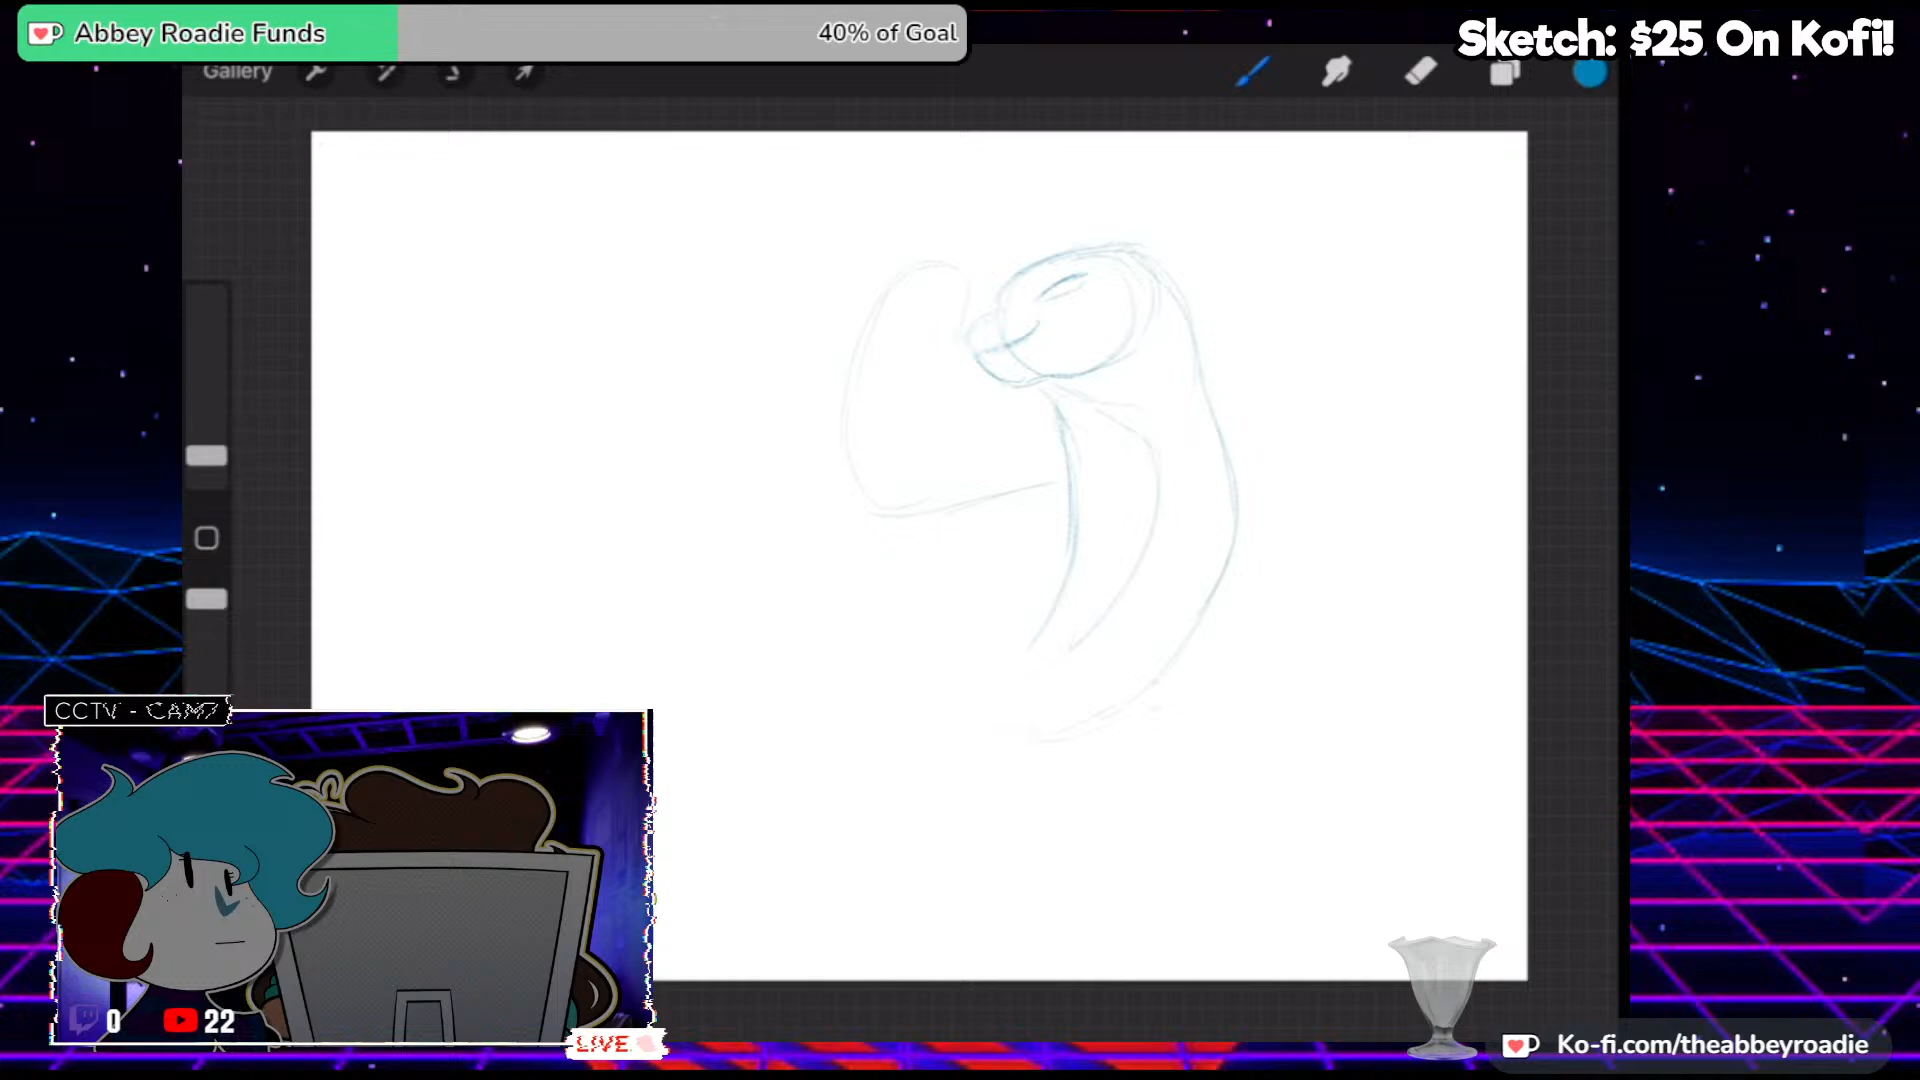 Abbey Roadie Funds
40% of Goal
Sketch: $25 On Kofi!
Gallery
CCTV - CAM7
0
22
LIVE
Ko-fi.com/theabbeyroadie